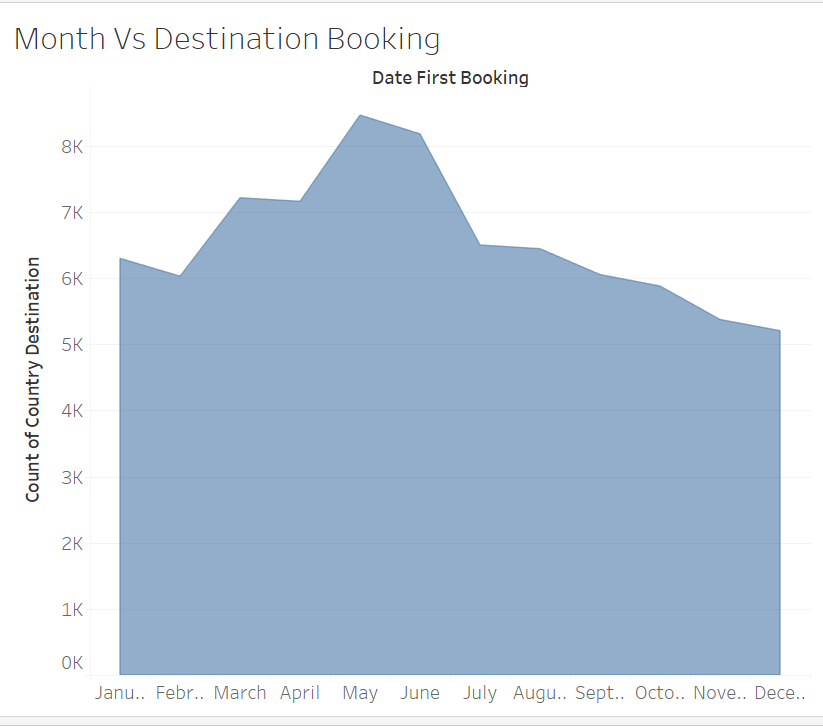 Month Vs Destination Booking
Date First Booking
Count of Country Destination
8K
7K
6K
5K
4K
3K
2K
1K
0K
Janu.. Febr.. March April May June July Augu.. Sept.. Octo.. Nove.. Dece..